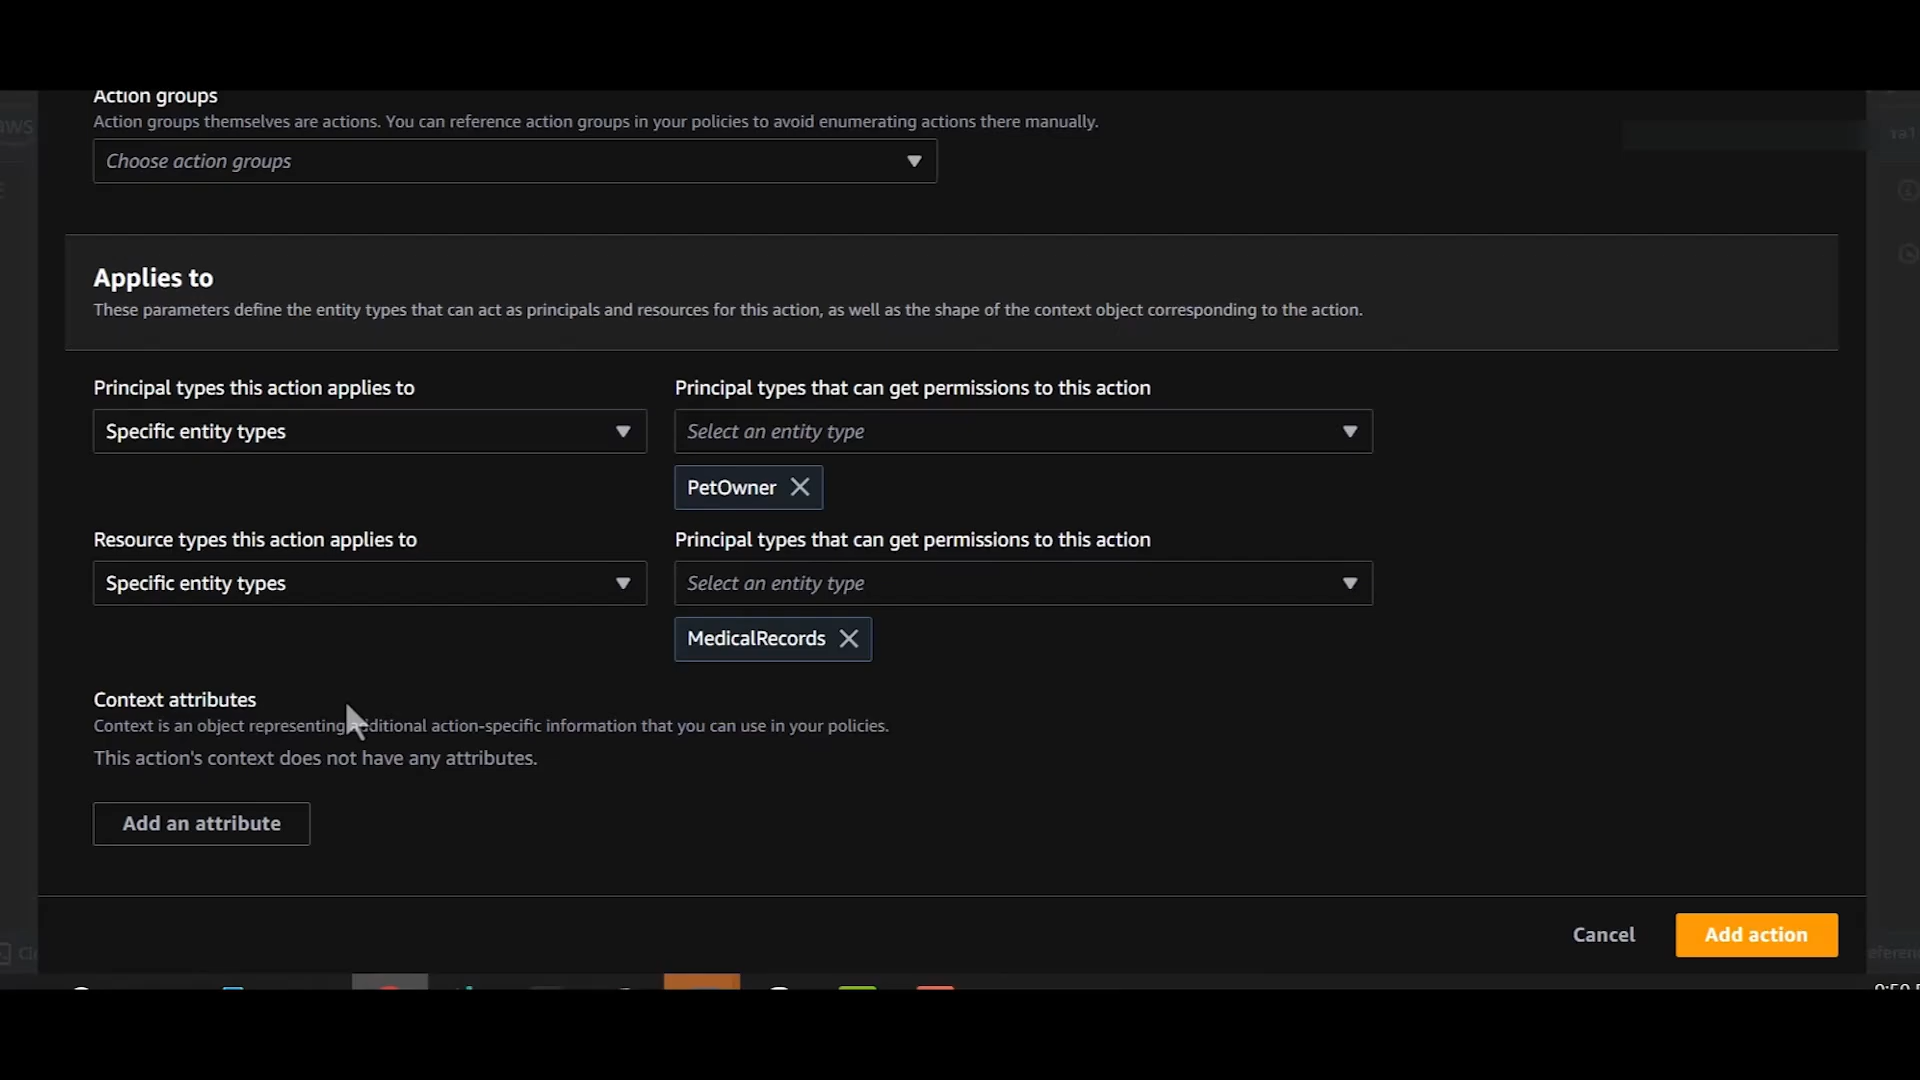 Action groups
Action groups themselves are actions. You can reference action groups in your policies to avoid enumerating actions there manually.
aws
Choose action groups
Applies to
These parameters define the entity types that can act as principals and resources for this action, as well as the shape of the context object corresponding to the action.
Principal types this action applies to
Principal types that can get permissions to this action
Specific entity types
Select an entity type
PetOwner
Resource types this action applies to
Principal types that can get permissions to this action
Specific entity types
Select an entity type
MedicalRecords
Context attributes
Context is an object representing additional action-specific information that you can use in your policies.
This action's context does not have any attributes.
Add an attribute
Cancel
Add action